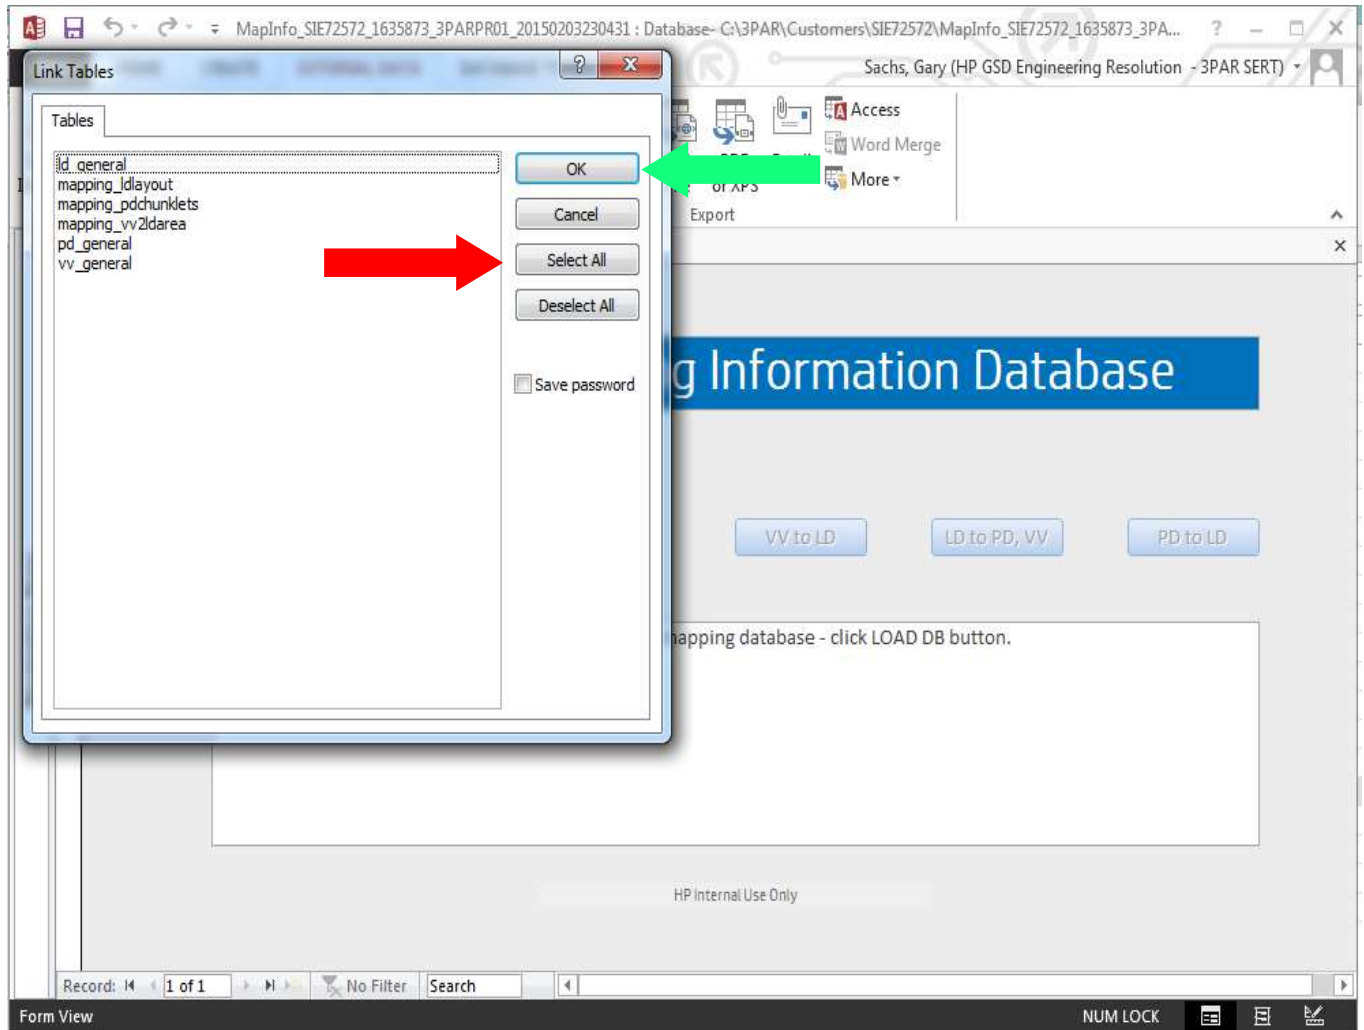 MapInfo_SIE72572_1635873_3PARPR01_20150203230431 : Database- C:\3PAR\Customers\SIE72572\MapInfo_SIE72572_1635873_3PA...
Link Tables
Sachs, Gary (HP GSD Engineering Resolution - 3PAR SERT)
Tables
ld_general
mapping_ldlayout
mapping_pdchunklets
mapping_vv2ldarea
pd_general
vv_general
OK
Cancel
Select All
Deselect All
Save password
Access
Word Merge
or XPS
More
Export
g Information Database
VV to LD
LD to PD, VV
PD to LD
mapping database - click LOAD DB button.
HP Internal Use Only
Record: 1 of 1
No Filter
Search
Form View
NUM LOCK